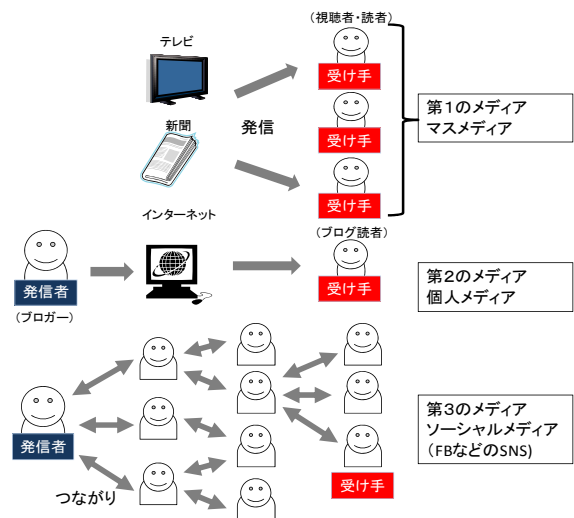 (視聴者・読者)
テレビ
受け手
新聞
発信
受け手
受け手
第1のメディア
マスメディア
インターネット
(ブログ読者)
発信者
(ブロガー)
受け手
第2のメディア
個人メディア
発信者
つながり
受け手
第3のメディア
ソーシャルメディア
(FBなどのSNS)